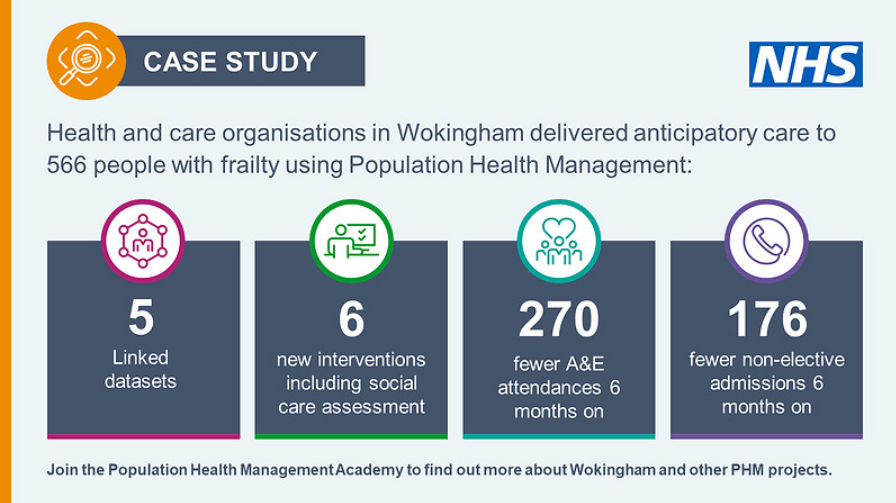 CASE STUDY
NHS
Health and care organisations in Wokingham delivered anticipatory care to
566 people with frailty using Population Health Management:
5
Linked
datasets
6
new interventions
including social
care assessment
270
fewer A&E
attendances 6
months on
176
fewer non-elective
admissions 6
months on
Join the Population Health Management Academy to find out more about Wokingham and other PHM projects.